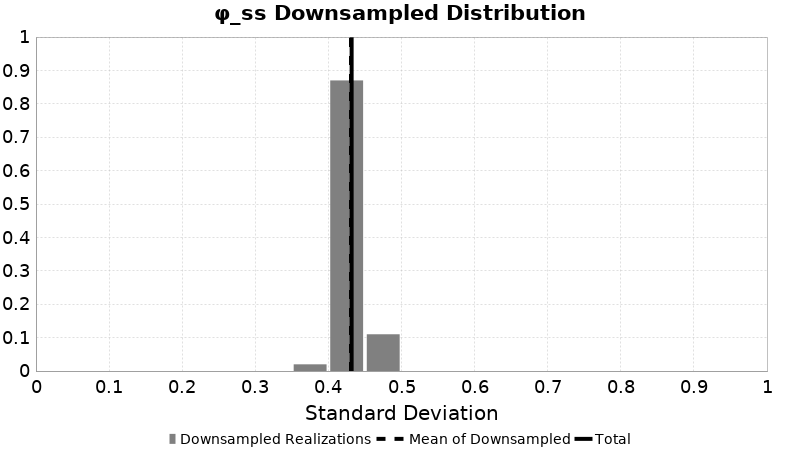 φ_ss Downsampled Distribution
1
0.9
0.8
0.7
0.6
0.5
0.4
0.3
0.2
0.1
0
0 0.1 0.2 0.3 0.4 0.5 0.6 0.7 0.8 0.9 1
Standard Deviation
Downsampled Realizations Mean of Downsampled Total